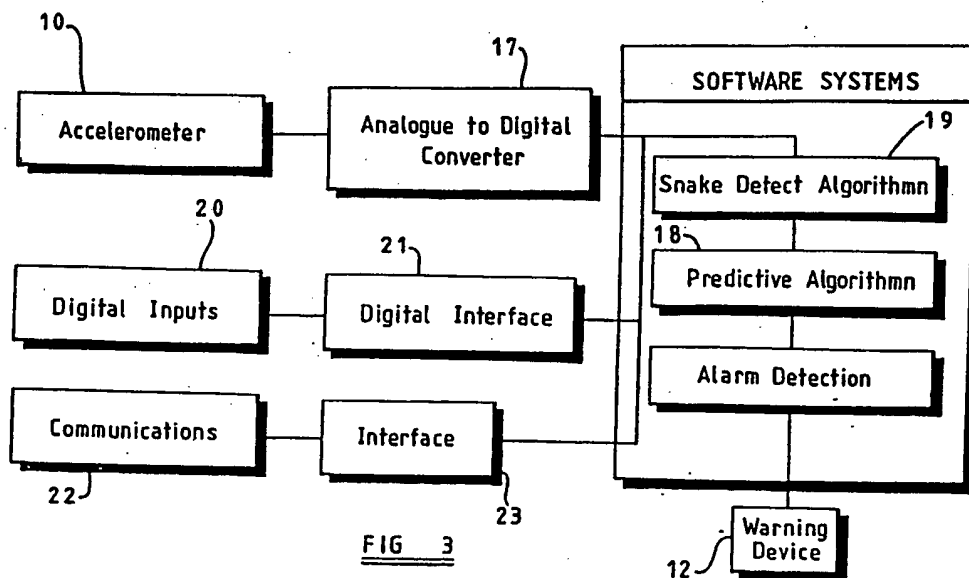 10
17
SOFTWARE SYSTEMS
Accelerometer
Analogue to Digital
Converter
19
Snake Detect Algorithmn
20
21
18
Predictive Algorithmn
Digital Inputs
Digital Interface
Alarm Detection
Communications
Interface
22
23
FIG 3
12
Warning
Device